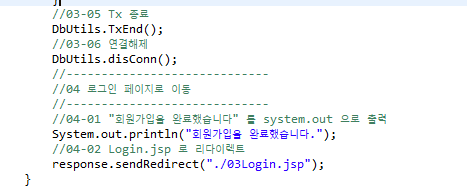 }
//03-05 Tx 종료
DbUtils.TxEnd();
//03-06 연결해제
DbUtils.disConn();
//-----------------------------
//04 로그인 페이지로 이동
//-----------------------------
//04-01 "회원가입을 완료했습니다" 를 system.out 으로 출력
System.out.println("회원가입을 완료했습니다.");
//04-02 Login.jsp 로 리다이렉트
response.sendRedirect("./03Login.jsp");
}